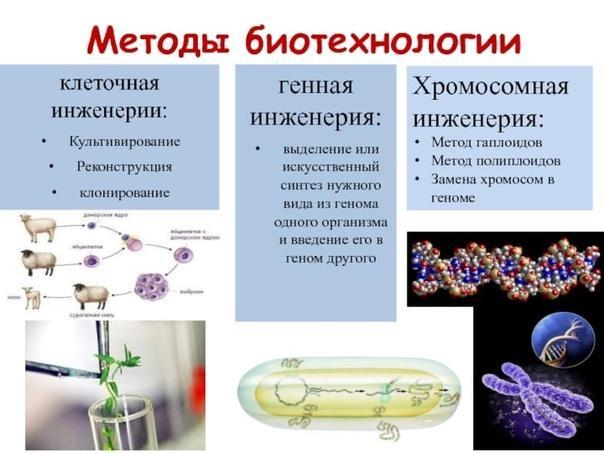 Методы биотехнологии
клеточная
инженерии:
• Культивирование
• Реконструкция
• клонирование
генная
инженерия:
• выделение или
искусственный
синтез нужного
вида из генома
одного организма
и введение его в
геном другого
Хромосомная
инженерия:
• Метод гаплоидов
• Метод полиплоидов
• Замена хромосом в
геноме
донорское ядро
яйцеклетка
яйцеклетка с
донорским ядром
эмбрион
клон
суррогатная мать